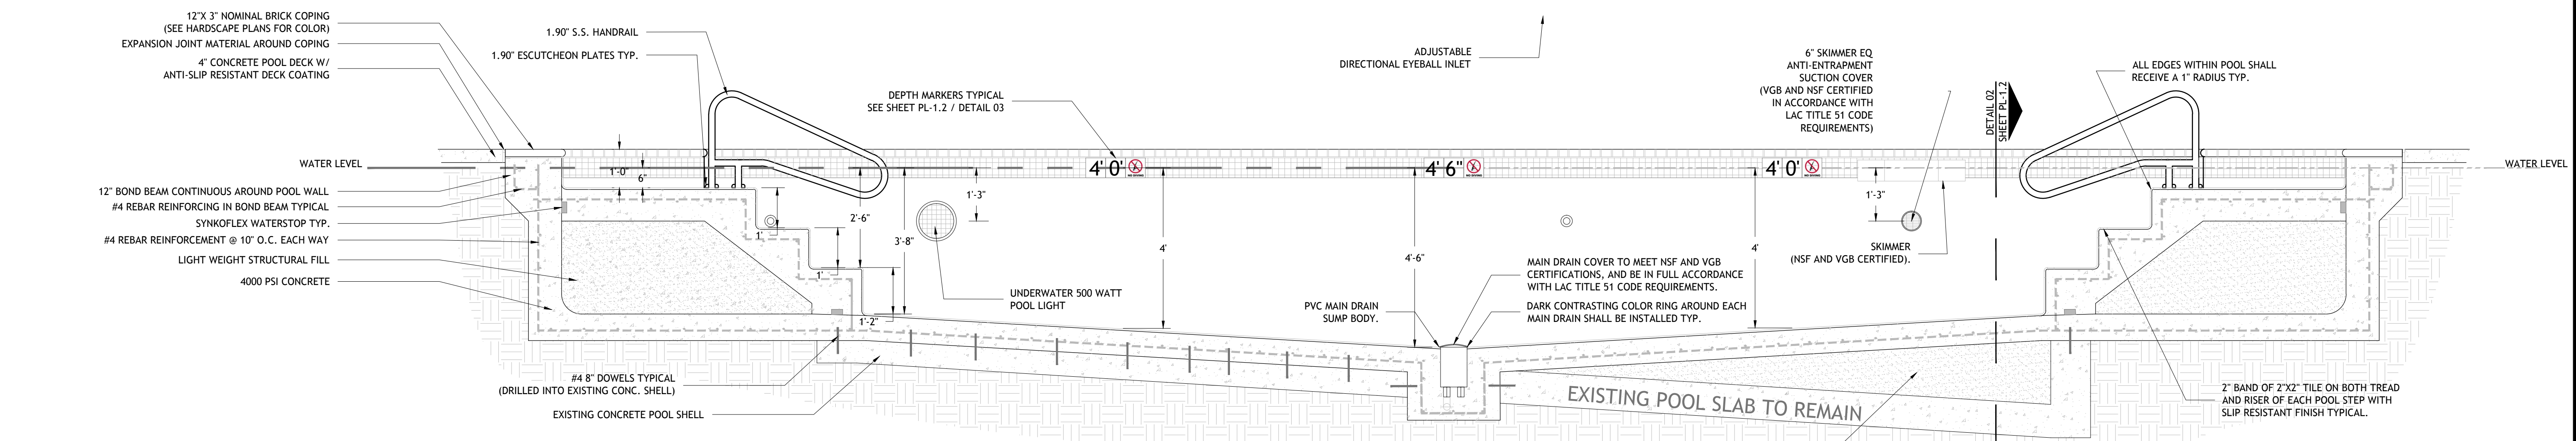 12"X 3" NOMINAL BRICK COPING
(SEE HARDSCAPE PLANS FOR COLOR)
EXPANSION JOINT MATERIAL AROUND COPING
4" CONCRETE POOL DECK W/
ANTI-SLIP RESISTANT DECK COATING
1.90" S.S. HANDRAIL
1.90" ESCUTCHEON PLATES TYP.
DEPTH MARKERS TYPICAL
SEE SHEET PL-1.2 / DETAIL 03
ADJUSTABLE
DIRECTIONAL EYEBALL INLET
6" SKIMMER EQ
ANTI-ENTRAPMENT
SUCTION COVER
(VGB AND NSF CERTIFIED
IN ACCORDANCE WITH
LAC TITLE 51 CODE
REQUIREMENTS)
DETAIL 02
SHEET PL-1.2
ALL EDGES WITHIN POOL SHALL
RECEIVE A 1" RADIUS TYP.
WATER LEVEL
WATER LEVEL
4' 0"
NO DIVING
4' 6"
NO DIVING
4' 0"
NO DIVING
1'-0"
6"
1'
2'-6"
3'-8"
1'-3"
1'
1'-2"
4'
4'-6"
4'
1'-3"
12" BOND BEAM CONTINUOUS AROUND POOL WALL
#4 REBAR REINFORCING IN BOND BEAM TYPICAL
SYNKOFLEX WATERSTOP TYP.
#4 REBAR REINFORCEMENT @ 10" O.C. EACH WAY
LIGHT WEIGHT STRUCTURAL FILL
4000 PSI CONCRETE
SKIMMER
(NSF AND VGB CERTIFIED).
UNDERWATER 500 WATT
POOL LIGHT
PVC MAIN DRAIN
SUMP BODY.
MAIN DRAIN COVER TO MEET NSF AND VGB
CERTIFICATIONS, AND BE IN FULL ACCORDANCE
WITH LAC TITLE 51 CODE REQUIREMENTS.
DARK CONTRASTING COLOR RING AROUND EACH
MAIN DRAIN SHALL BE INSTALLED TYP.
#4 8" DOWELS TYPICAL
(DRILLED INTO EXISTING CONC. SHELL)
EXISTING CONCRETE POOL SHELL
EXISTING POOL SLAB TO REMAIN
2" BAND OF 2"X2" TILE ON BOTH TREAD
AND RISER OF EACH POOL STEP WITH
SLIP RESISTANT FINISH TYPICAL.